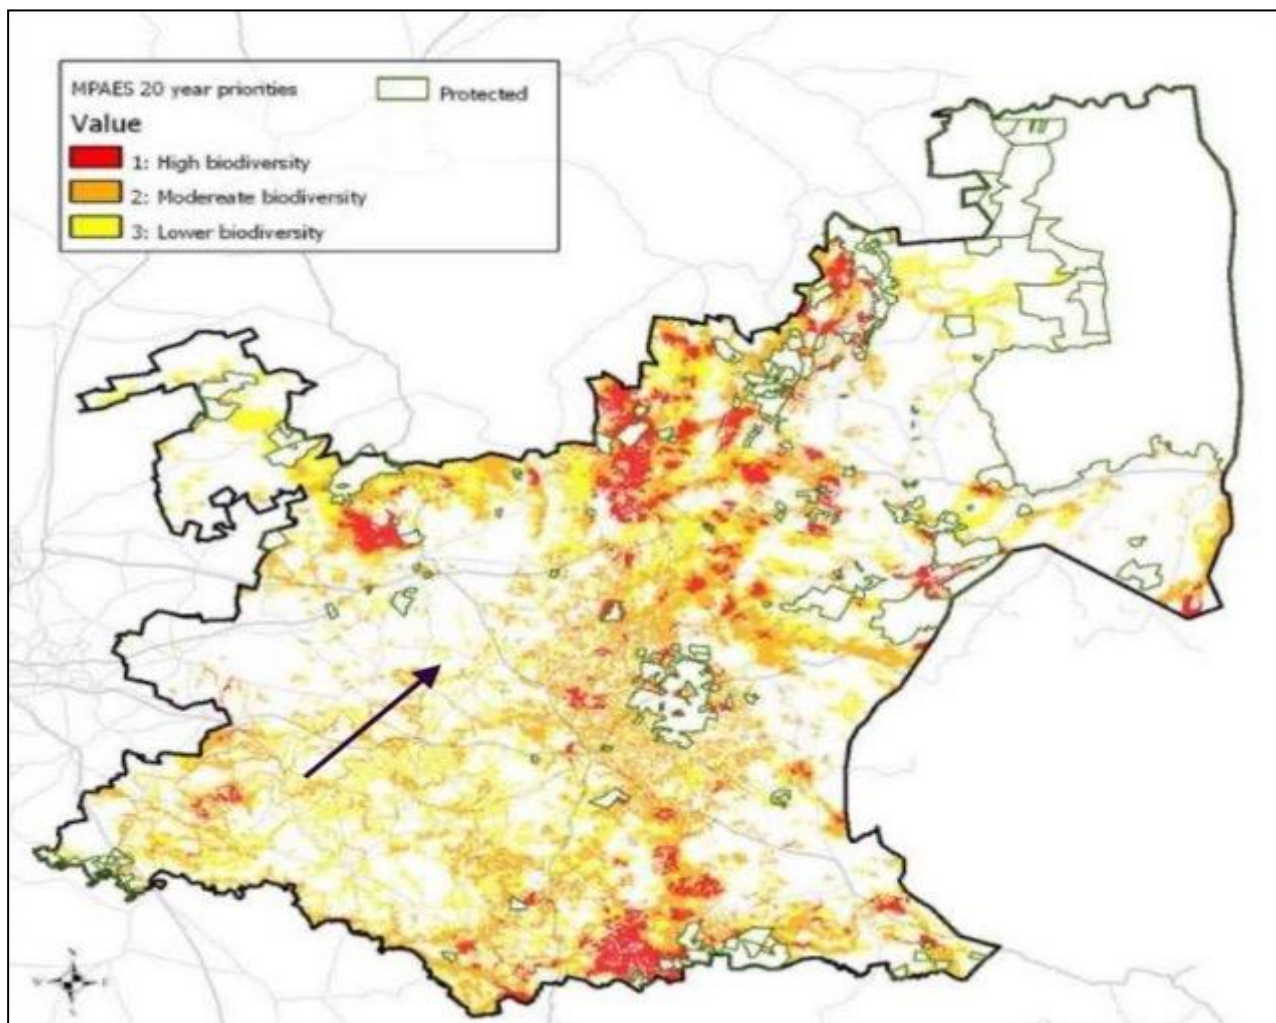 MPAES 20 year priorities
Protected
Value
1: High biodiversity
2: Modereate biodiversity
3: Lower biodiversity
N
W E
S